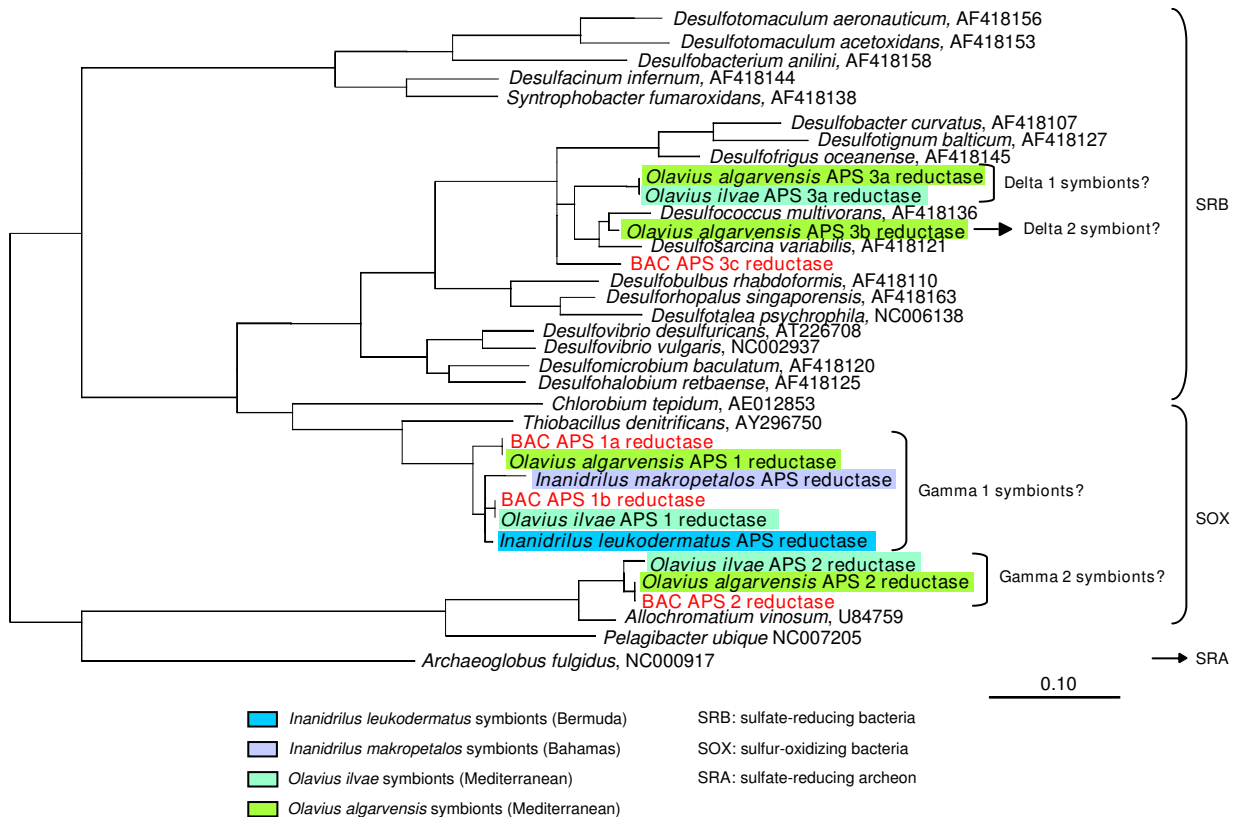 Desulfotomaculum aeronauticum, AF418156
Desulfotomaculum acetoxidans, AF418153
Desulfobacterium anilini, AF418158
Desulfacinum infernum, AF418144
Syntrophobacter fumaroxidans, AF418138
Desulfobacter curvatus, AF418107
Desulfotignum balticum, AF418127
Desulfofrigus oceanense, AF418145
Olavius algarvensis APS 3a reductase
Olavius ilvae APS 3a reductase
Delta 1 symbionts?
Desulfococcus multivorans, AF418136
Olavius algarvensis APS 3b reductase
Delta 2 symbiont?
Desulfosarcina variabilis, AF418121
BAC APS 3c reductase
Desulfobulbus rhabdoformis, AF418110
Desulforhopalus singaporensis, AF418163
Desulfotalea psychrophila, NC006138
Desulfovibrio desulfuricans, AT226708
Desulfovibrio vulgaris, NC002937
Desulfomicrobium baculatum, AF418120
Desulfohalobium retbaense, AF418125
SRB
Chlorobium tepidum, AE012853
Thiobacillus denitrificans, AY296750
BAC APS 1a reductase
Olavius algarvensis APS 1 reductase
Inanidrilus makropetalos APS reductase
BAC APS 1b reductase
Olavius ilvae APS 1 reductase
Inanidrilus leukodermatus APS reductase
Gamma 1 symbionts?
Olavius ilvae APS 2 reductase
Olavius algarvensis APS 2 reductase
BAC APS 2 reductase
Gamma 2 symbionts?
Allochromatium vinosum, U84759
Pelagibacter ubique NC007205
SOX
Archaeoglobus fulgidus, NC000917
SRA
0.10
Inanidrilus leukodermatus symbionts (Bermuda)
Inanidrilus makropetalos symbionts (Bahamas)
Olavius ilvae symbionts (Mediterranean)
Olavius algarvensis symbionts (Mediterranean)
SRB: sulfate-reducing bacteria
SOX: sulfur-oxidizing bacteria
SRA: sulfate-reducing archeon